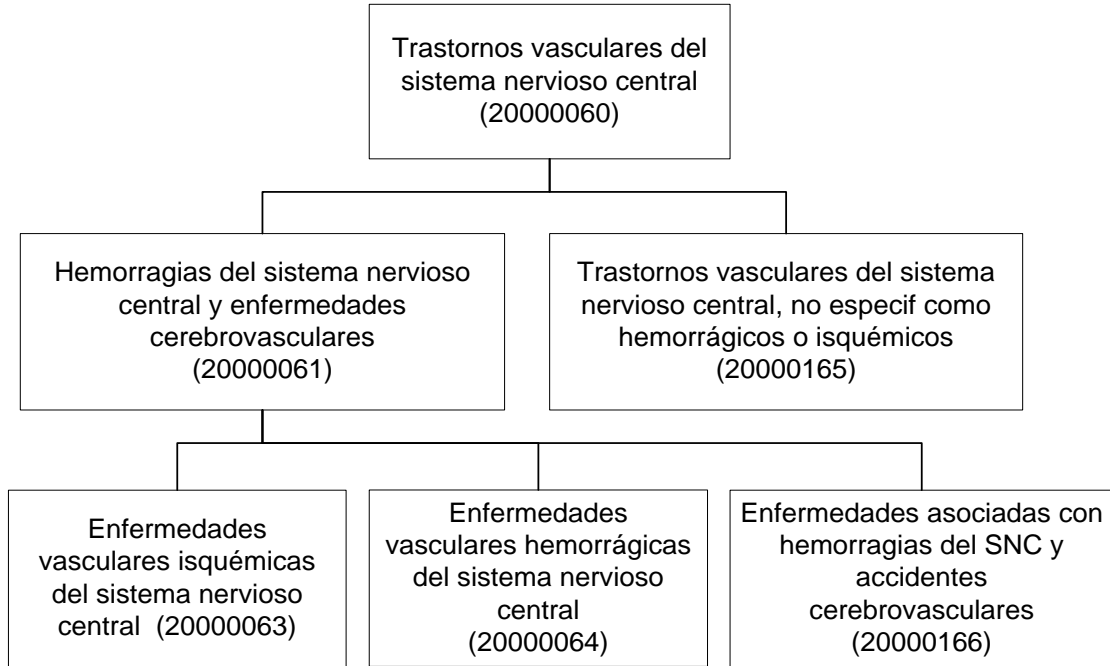 Trastornos vasculares del
sistema nervioso central
(20000060)
Hemorragias del sistema nervioso
central y enfermedades
cerebrovasculares
(20000061)
Trastornos vasculares del sistema
nervioso central, no especif como
hemorrágicos o isquémicos
(20000165)
Enfermedades
vasculares isquémicas
del sistema nervioso
central (20000063)
Enfermedades
vasculares hemorrágicas
del sistema nervioso
central
(20000064)
Enfermedades asociadas con
hemorragias del SNC y
accidentes
cerebrovasculares
(20000166)